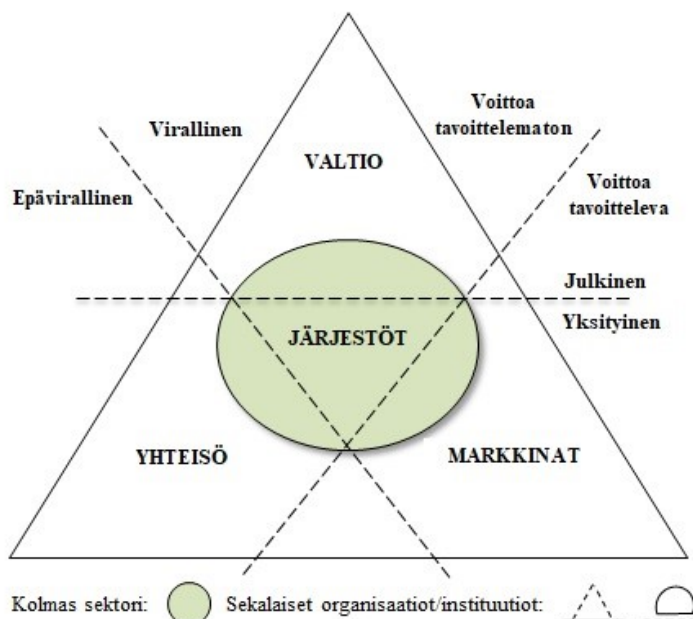 Virallinen
Voittoa
tavoittelematon
VALTIO
Epävirallinen
Voittoa
tavoitteleva
Julkinen
JÄRJESTÖT
Yksityinen
YHTEISÖ
MARKKINAT
Kolmas sektori:
Sekalaiset organisaatiot/instituutiot: